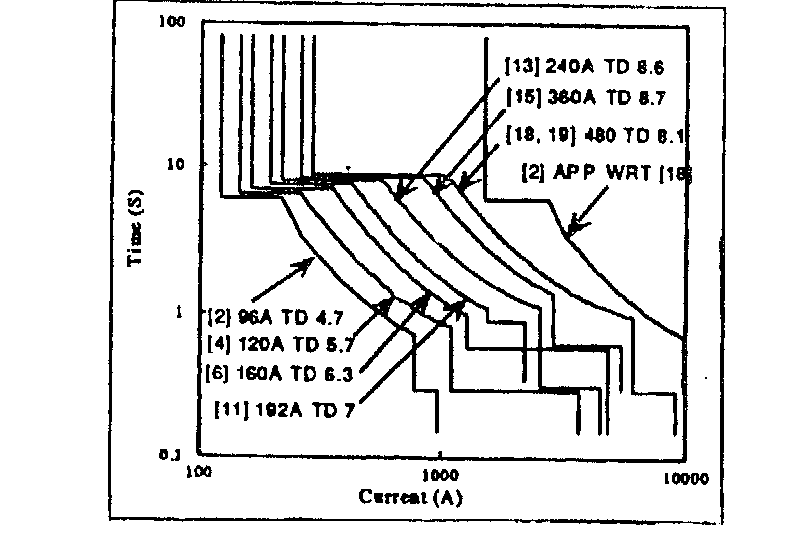 100
10
1
0.1
Time (S)
[13] 240A TD 6.6
[15] 360A TD 8.7
[18, 19] 480 TD 8.1
[2] APP WRT [18]
[2] 96A TD 4.7
[4] 120A TD 5.7
[6] 160A TD 6.3
[11] 192A TD 7
100
1000
10000
Current (A)